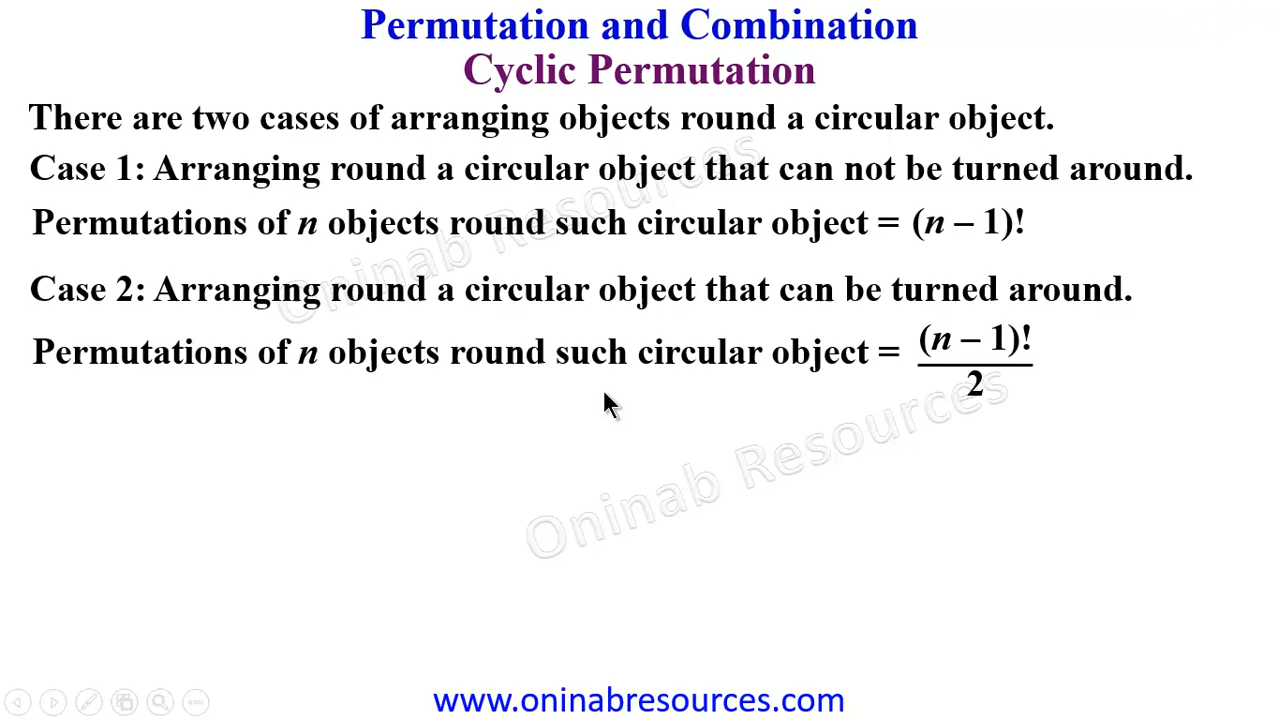 Permutation and Combination
Cyclic Permutation
There are two cases of arranging objects round a circular object.
Case 1: Arranging round a circular object that can not be turned around.
Permutations of n objects round such circular object = (n – 1)!
Case 2: Arranging round a circular object that can be turned around.
Permutations of n objects round such circular object = (n – 1)!
2
Oninab Resources
Oninab Resources
www.oninabresources.com